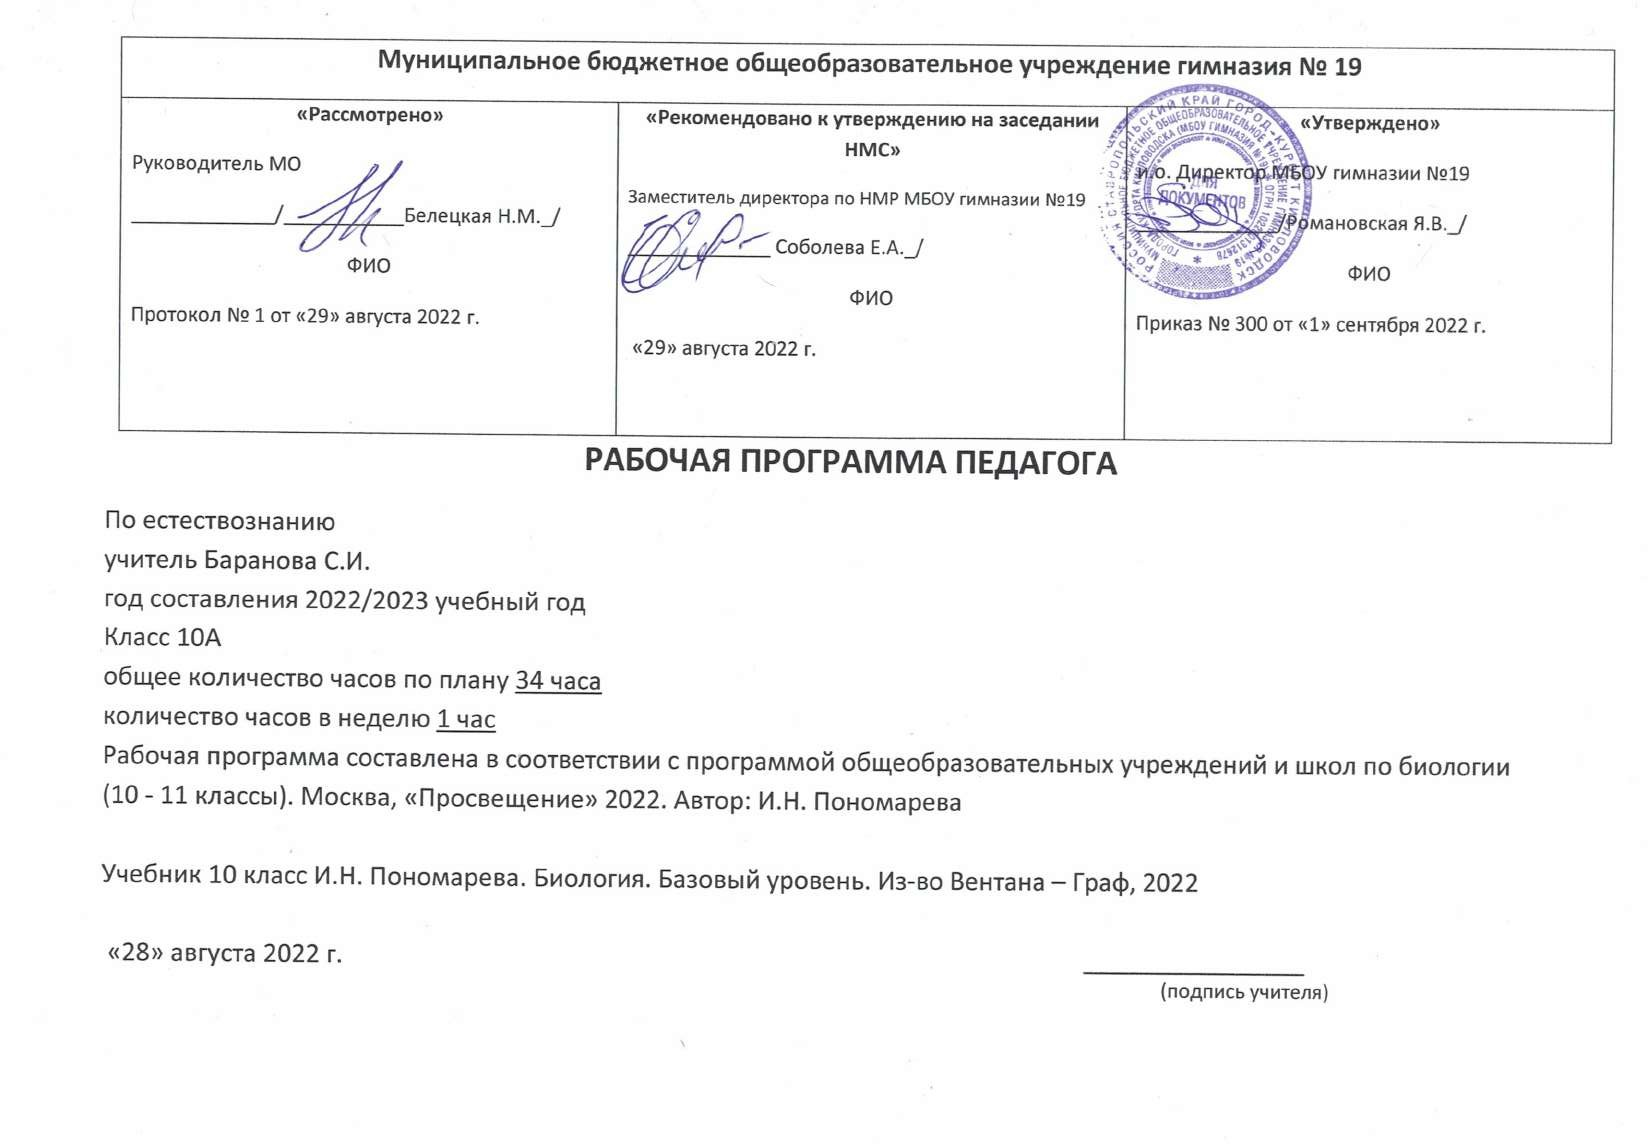 Муниципальное бюджетное общеобразовательное учреждение гимназия № 19
«Рассмотрено»
Руководитель МО
____________/__________Белецкая Н.М._/
ФИО
Протокол № 1 от «29» августа 2022 г.
«Рекомендовано к утверждению на заседании
НМС»
Заместитель директора по НМР МБОУ гимназии №19
____________ Соболева Е.А._/
ФИО
«29» августа 2022 г.
«Утверждено»
и.о. Директор МБОУ гимназии №19
____________/Романовская Я.В._/
ФИО
Приказ № 300 от «1» сентября 2022 г.
ДЛЯ
ДОКУМЕНТОВ
РАБОЧАЯ ПРОГРАММА ПЕДАГОГА
По естествознанию
учитель Баранова С.И.
год составления 2022/2023 учебный год
Класс 10А
общее количество часов по плану 34 часа
количество часов в неделю 1 час
Рабочая программа составлена в соответствии с программой общеобразовательных учреждений и школ по биологии
(10 - 11 классы). Москва, «Просвещение» 2022. Автор: И.Н. Пономарева
Учебник 10 класс И.Н. Пономарева. Биология. Базовый уровень. Из-во Вентана – Граф, 2022
«28» августа 2022 г.
(подпись учителя)